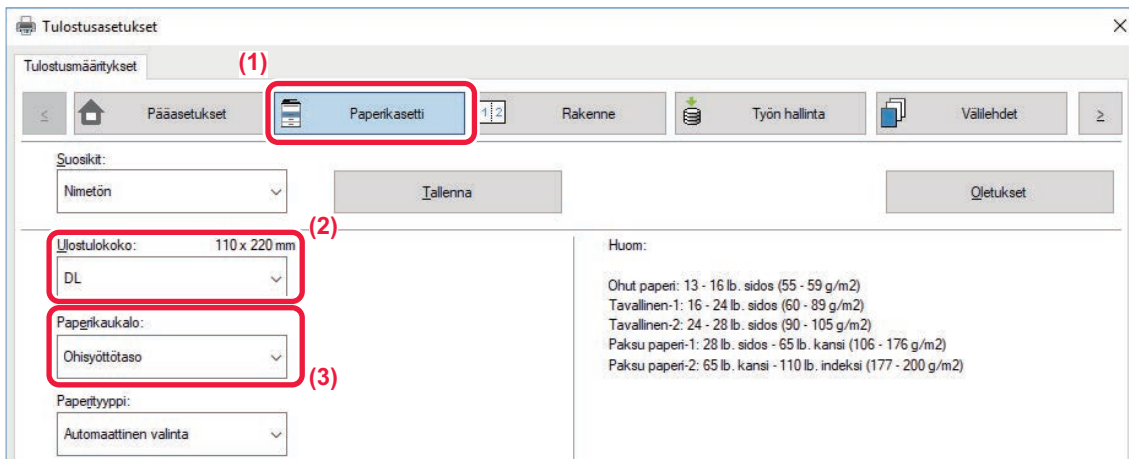 Tulostusasetukset
Tulostusmääritykset
(1)
≤ Pääasetukset Paperikasetti 1 2 Rakenne Työn hallinta Välilehdet ≥
Suosikit:
Nimetön Tallenna Oletukset
(2)
Ulostulokoko: 110 x 220 mm
DL
Paperikaukalo:
Ohisyöttötaso
(3)
Paperityyppi:
Automaattinen valinta
Huom:
Ohut paperi: 13 - 16 lb. sidos (55 - 59 g/m2)
Tavallinen-1: 16 - 24 lb. sidos (60 - 89 g/m2)
Tavallinen-2: 24 - 28 lb. sidos (90 - 105 g/m2)
Paksu paperi-1: 28 lb. sidos - 65 lb. kansi (106 - 176 g/m2)
Paksu paperi-2: 65 lb. kansi - 110 lb. indeksi (177 - 200 g/m2)